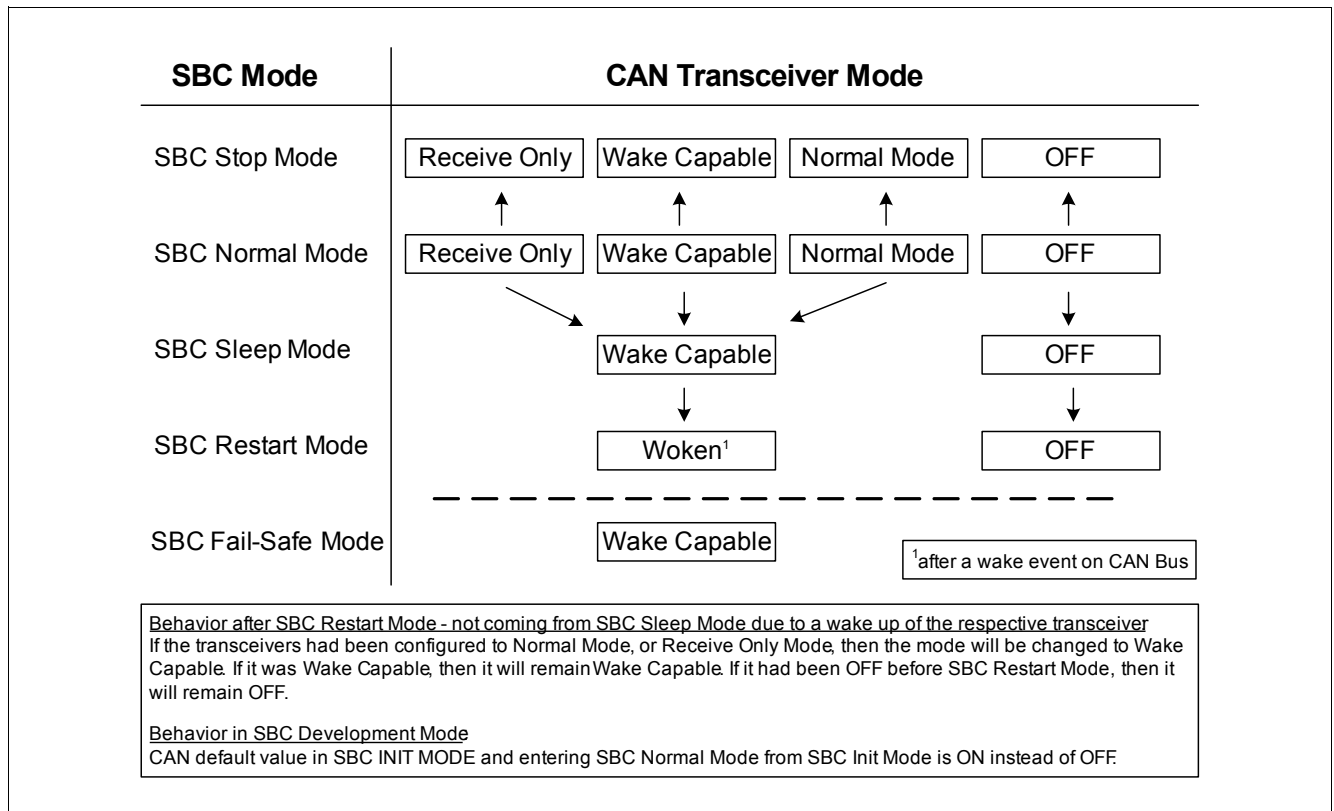 SBC Mode CAN Transceiver Mode
SBC Stop Mode Receive Only Wake Capable Normal Mode OFF
SBC Normal Mode Receive Only Wake Capable Normal Mode OFF
SBC Sleep Mode Wake Capable OFF
SBC Restart Mode Woken¹ OFF
SBC Fail-Safe Mode Wake Capable
¹after a wake event on CAN Bus
Behavior after SBC Restart Mode - not coming from SBC Sleep Mode due to a wake up of the respective transceiver:
If the transceivers had been configured to Normal Mode, or Receive Only Mode, then the mode will be changed to Wake
Capable. If it was Wake Capable, then it will remain Wake Capable. If it had been OFF before SBC Restart Mode, then it
will remain OFF.
Behavior in SBC Development Mode:
CAN default value in SBC INIT MODE and entering SBC Normal Mode from SBC Init Mode is ON instead of OFF.